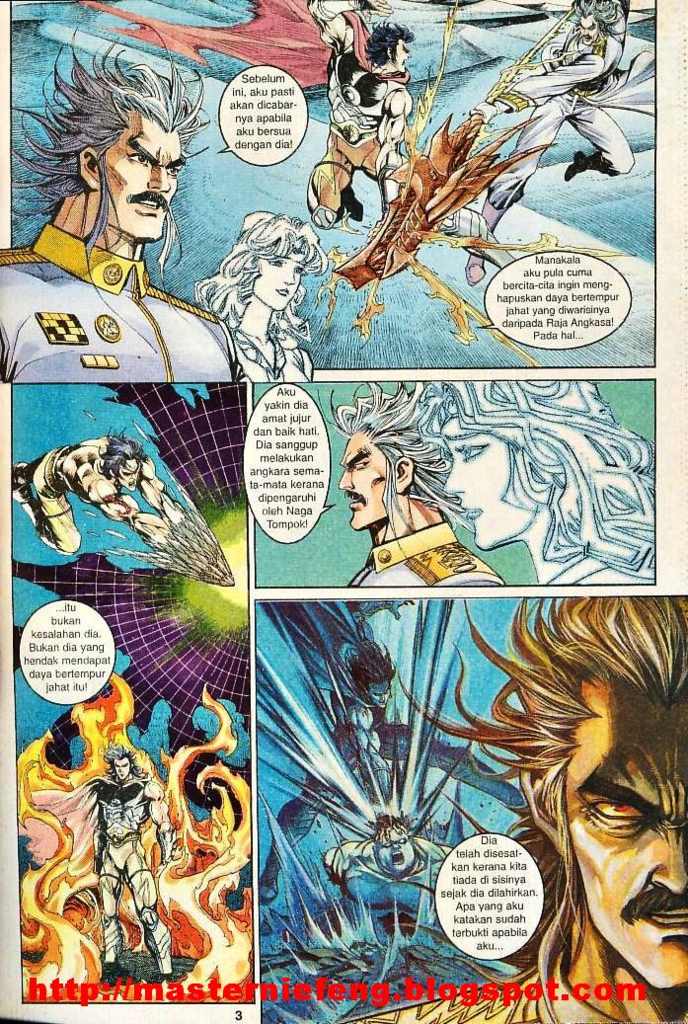 Sebelum
ini, aku pasti
akan dicabar-
nya apabila
aku bersua
dengan dia!
Manakala
aku pula cuma
bercita-cita ingin meng-
hapuskan daya bertempur
jahat yang diwarisinya
daripada Raja Angkasa!
Pada hal...
Aku
yakin dia
amat jujur
dan baik hati.
Dia sanggup
melakukan
angkara sema-
ta-mata kerana
dipengaruhi
oleh Naga
Tompok!
...itu
bukan
kesalahan dia.
Bukan dia yang
hendak mendapat
daya bertempur
jahat itu!
Dia
telah disesat-
kan kerana aku
tiada di sisinya
sejak dia dilahirkan.
Apa yang aku
katakan sudah
terbukti apabila
aku...
http://masterniefeng.blogspot.com
3